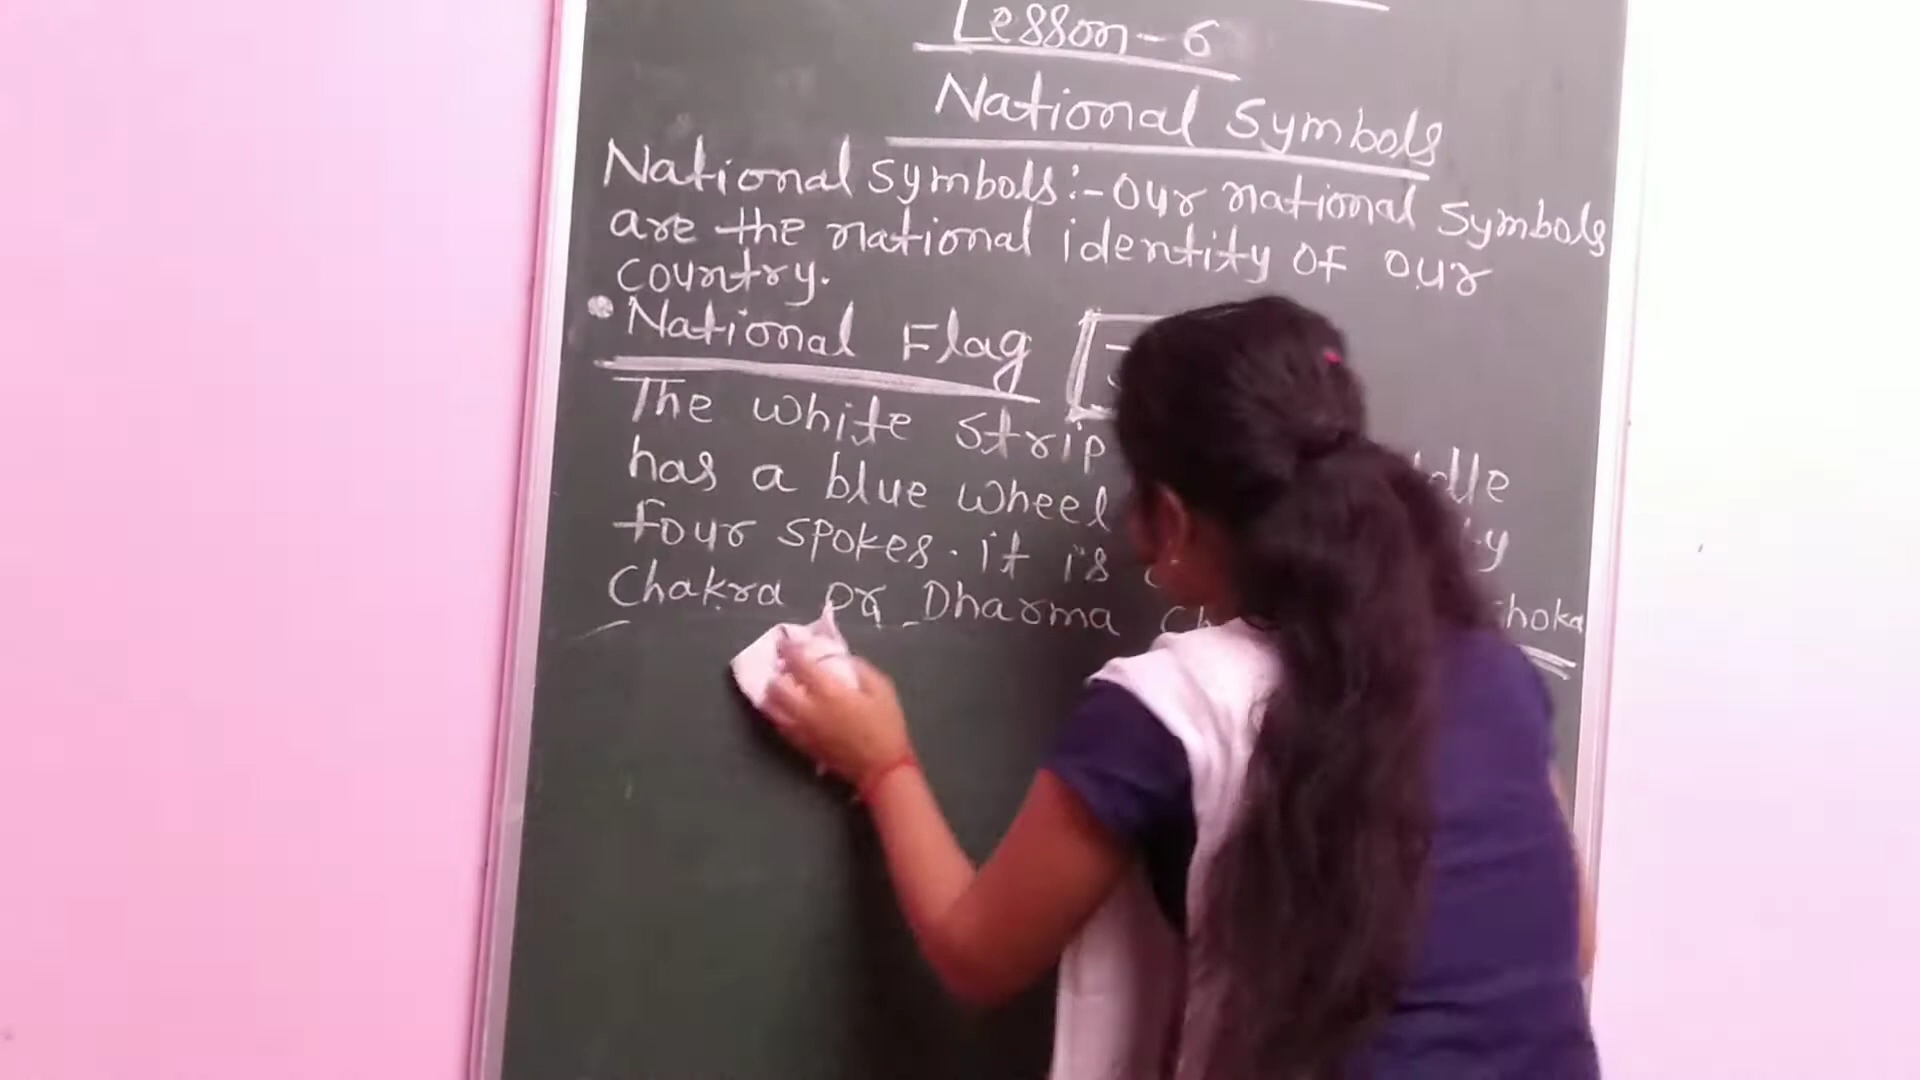 Lesson - 6
National Symbols
National Symbols:- Our national Symbols
are the national identity of our
country.
• National Flag
The white Strip
has a blue wheel
four spokes. it is
Chakra or Dharma